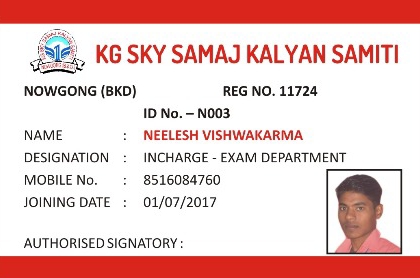 KG SKY SAMAJ KALYAN SAMITI
NOWGONG (BKD) REG NO. 11724
ID No. – N003
NAME : NEELESH VISHWAKARMA
DESIGNATION : INCHARGE - EXAM DEPARTMENT
MOBILE No. : 8516084760
JOINING DATE : 01/07/2017
AUTHORISED SIGNATORY :